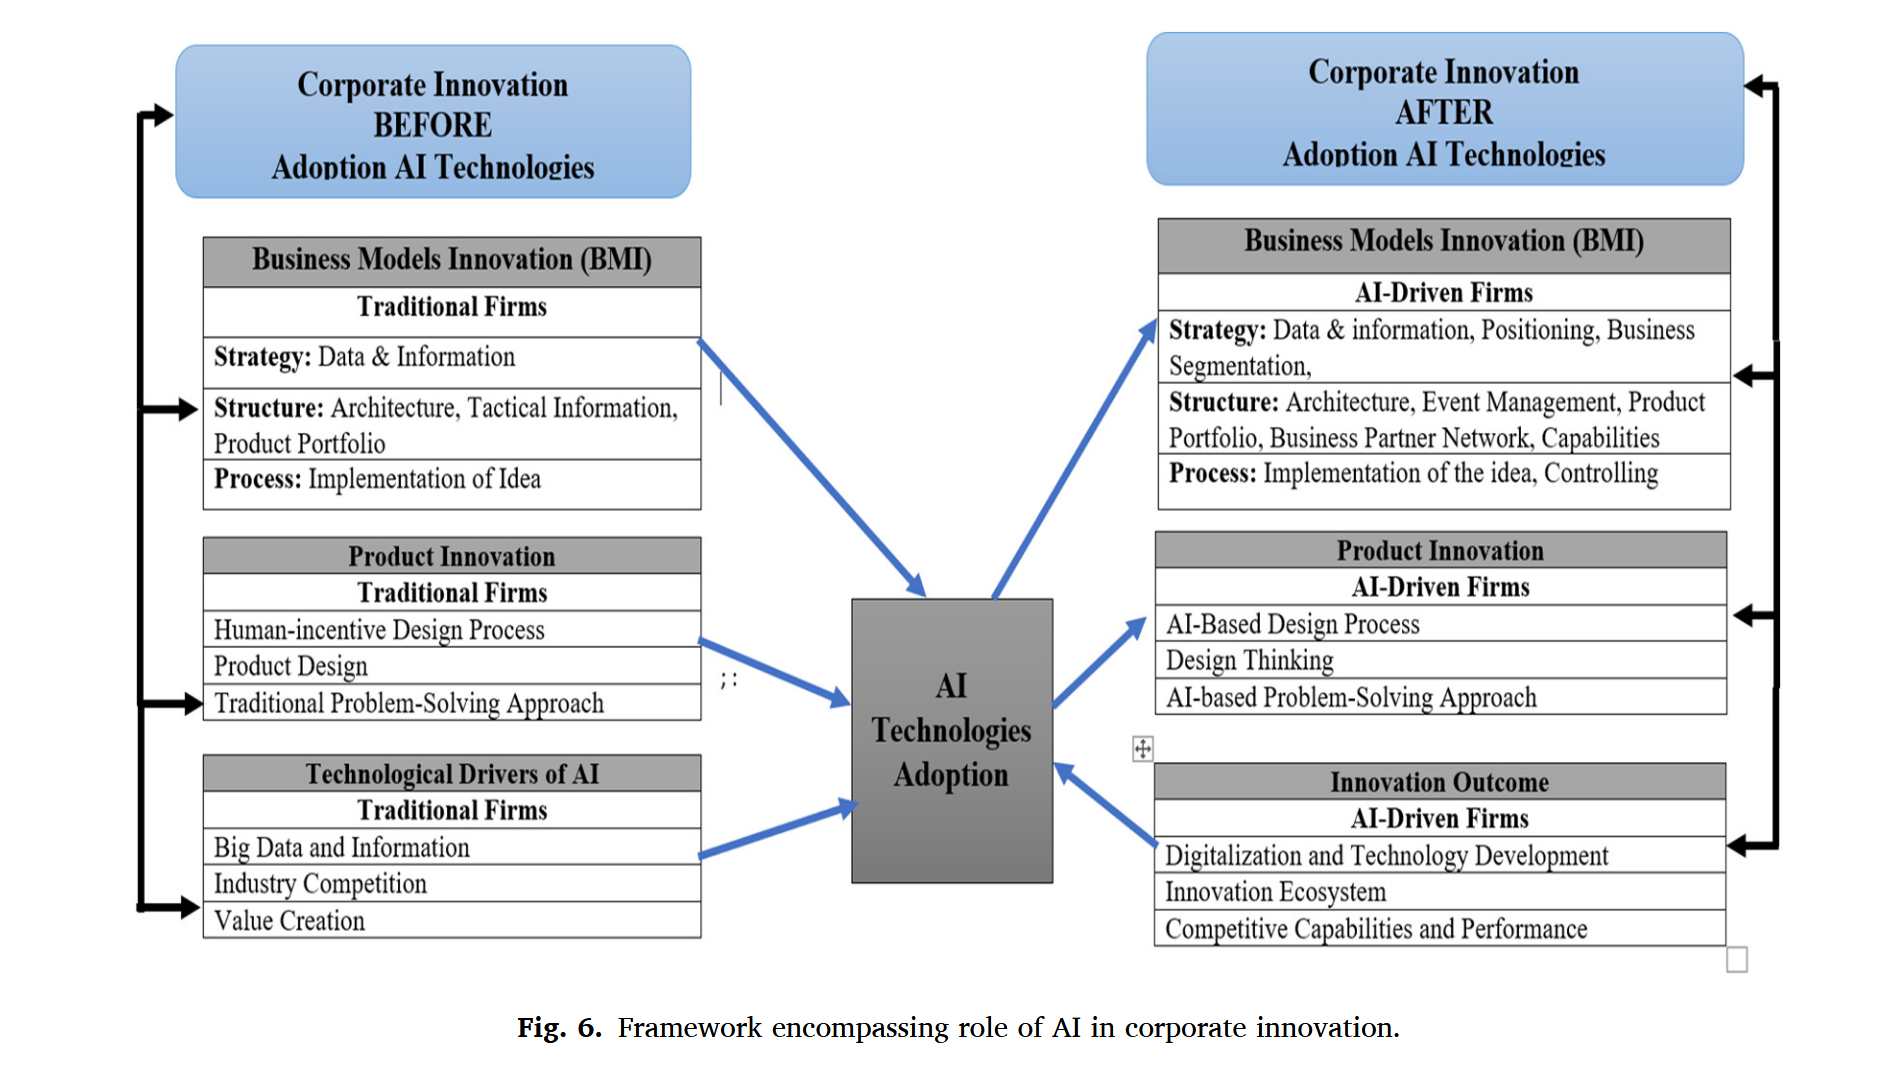 Corporate Innovation
BEFORE
Adoption AI Technologies
Business Models Innovation (BMI)
Traditional Firms
Strategy: Data & Information
Structure: Architecture, Tactical Information,
Product Portfolio
Process: Implementation of Idea
Product Innovation
Traditional Firms
Human-incentive Design Process
Product Design
Traditional Problem-Solving Approach
Technological Drivers of AI
Traditional Firms
Big Data and Information
Industry Competition
Value Creation
; :
AI
Technologies
Adoption
Corporate Innovation
AFTER
Adoption AI Technologies
Business Models Innovation (BMI)
AI-Driven Firms
Strategy: Data & information, Positioning, Business
Segmentation,
Structure: Architecture, Event Management, Product
Portfolio, Business Partner Network, Capabilities
Process: Implementation of the idea, Controlling
Product Innovation
AI-Driven Firms
AI-Based Design Process
Design Thinking
AI-based Problem-Solving Approach
Innovation Outcome
AI-Driven Firms
Digitalization and Technology Development
Innovation Ecosystem
Competitive Capabilities and Performance
Fig. 6. Framework encompassing role of AI in corporate innovation.